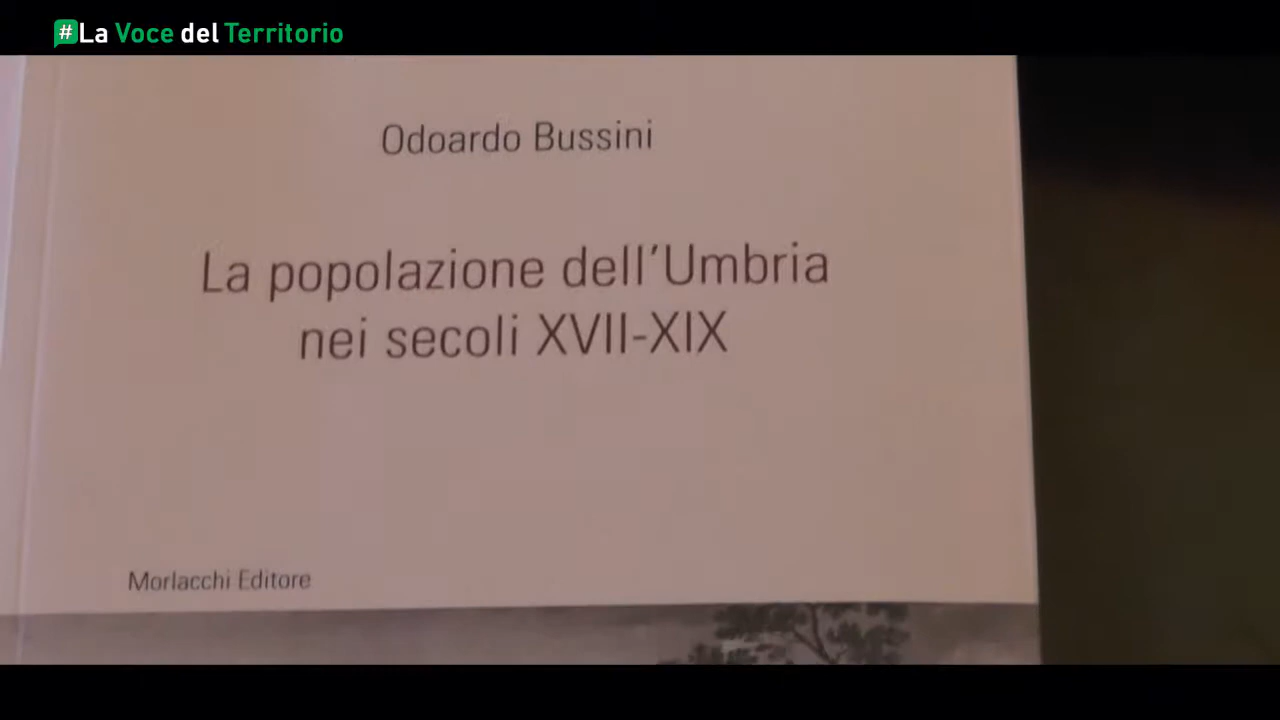 #La Voce del Territorio
Odoardo Bussini
La popolazione dell'Umbria
nei secoli XVII-XIX
Morlacchi Editore